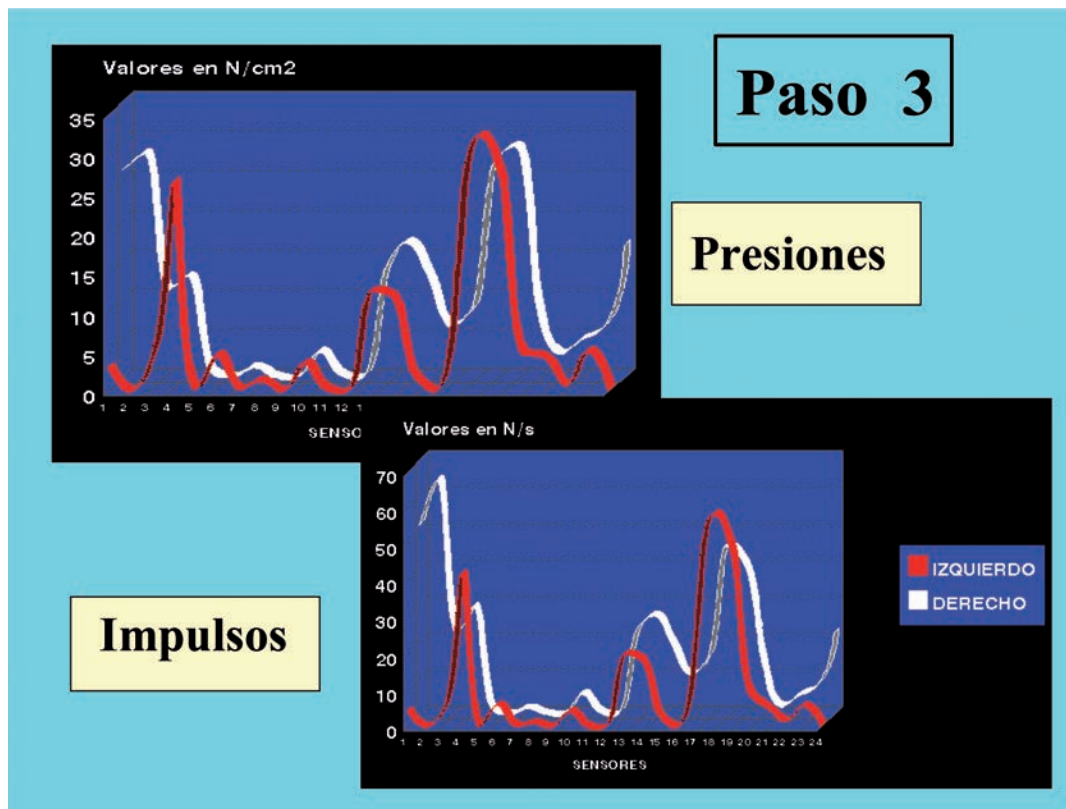 Paso 3
Valores en N/cm2
35
30
25
20
15
10
5
0
1 2 3 4 5 6 7 8 9 10 11 12 1
SENSO
Presiones
Valores en N/s
70
60
50
40
30
20
10
0
1 2 3 4 5 6 7 8 9 10 11 12 13 14 15 16 17 18 19 20 21 22 23 24
SENSORES
IZQUIERDO
DERECHO
Impulsos